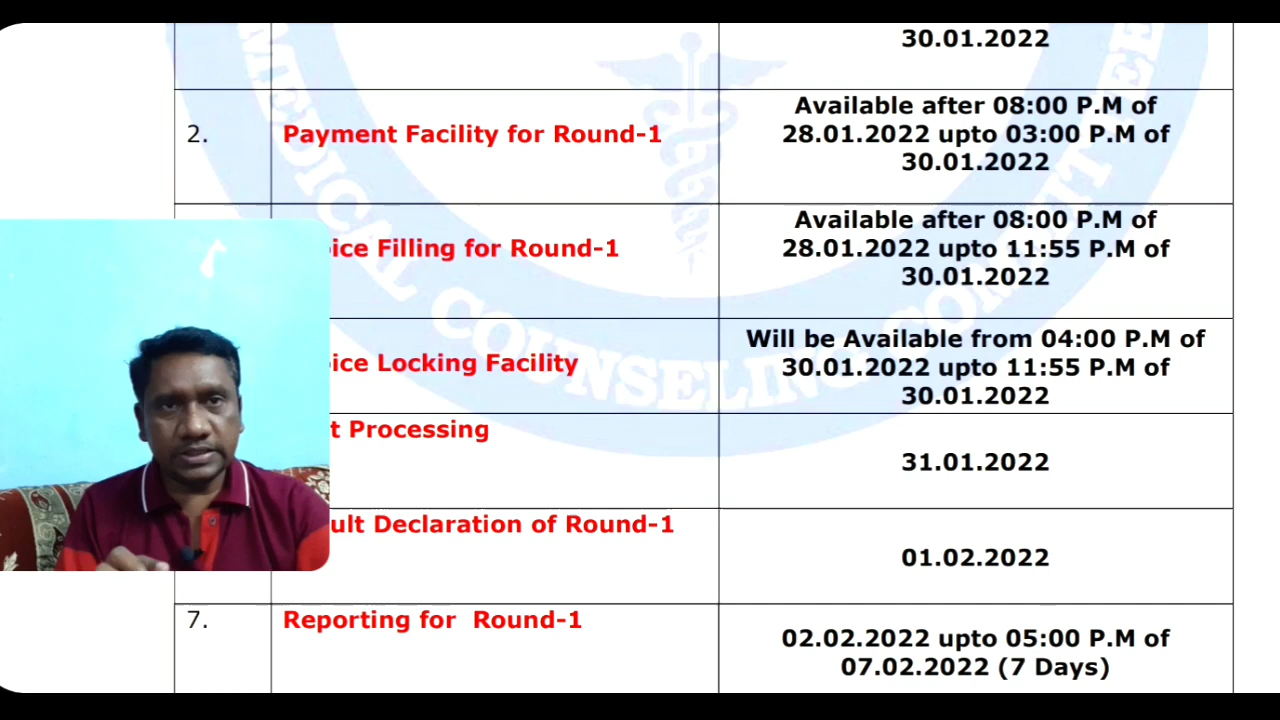 30.01.2022
2.
Payment Facility for Round-1
Available after 08:00 P.M of
28.01.2022 upto 03:00 P.M of
30.01.2022
ice Filling for Round-1
Available after 08:00 P.M of
28.01.2022 upto 11:55 P.M of
30.01.2022
ice Locking Facility
Will be Available from 04:00 P.M of
30.01.2022 upto 11:55 P.M of
30.01.2022
t Processing
31.01.2022
ult Declaration of Round-1
01.02.2022
7.
Reporting for Round-1
02.02.2022 upto 05:00 P.M of
07.02.2022 (7 Days)
MEDICAL COUNSELING